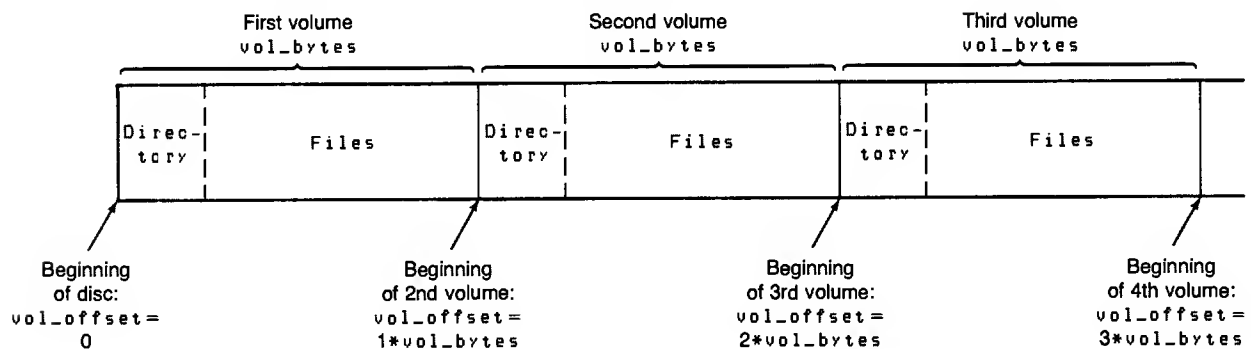 First volume
vol_bytes
Second volume
vol_bytes
Third volume
vol_bytes
Direc-
tory
Files
Direc-
tory
Files
Direc-
tory
Files
Beginning
of disc:
vol_offset=
0
Beginning
of 2nd volume:
vol_offset=
1*vol_bytes
Beginning
of 3rd volume:
vol_offset=
2*vol_bytes
Beginning
of 4th volume:
vol_offset=
3*vol_bytes